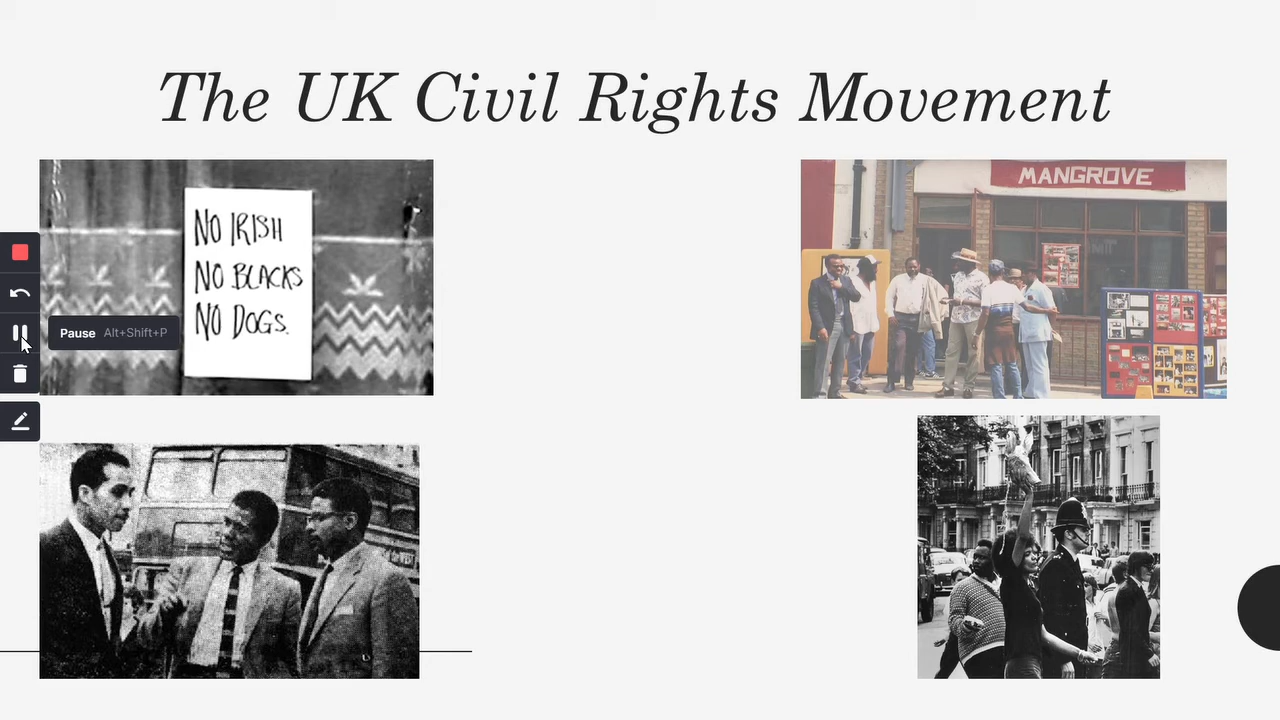 The UK Civil Rights Movement
NO IRISH
NO BLACKS
NO DOGS.
MANGROVE
Pause Alt+Shift+P